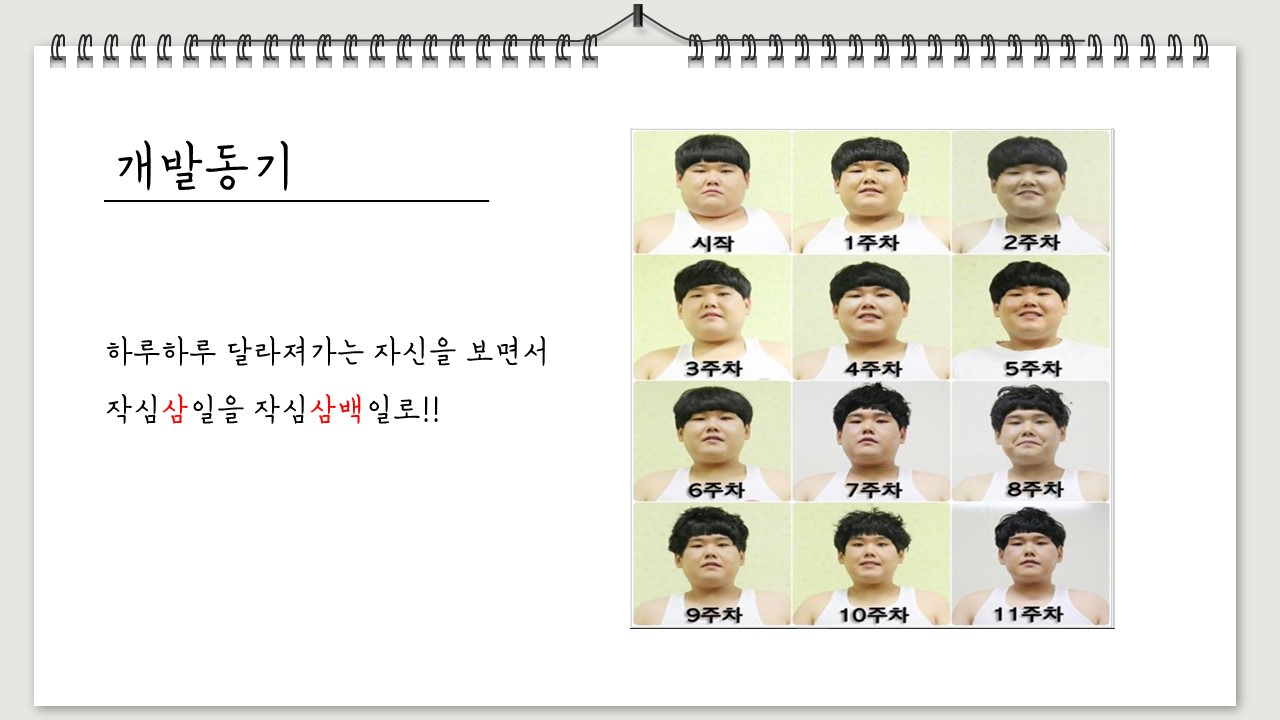 개발동기
하루하루 달라져가는 자신을 보면서
작심삼일을 작심삼백일로!!
시작
1주차
2주차
3주차
4주차
5주차
6주차
7주차
8주차
9주차
10주차
11주차